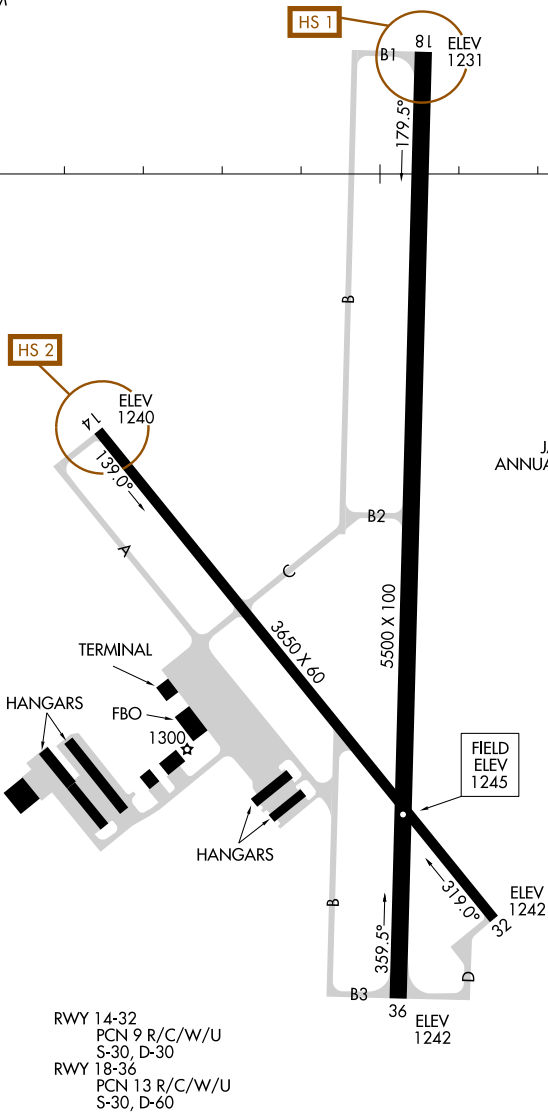 HS 1
18
ELEV
1231
B1
179.5°
B
HS 2
ELEV
1240
14
139.0°
A
B2
C
3650 X 60
5500 X 100
TERMINAL
HANGARS
FBO
1300
FIELD
ELEV
1245
HANGARS
B
359.5°
319.0°
ELEV
1242
32
D
B3
36
ELEV
1242
RWY 14-32
PCN 9 R/C/W/U
S-30, D-30
RWY 18-36
PCN 13 R/C/W/U
S-30, D-60